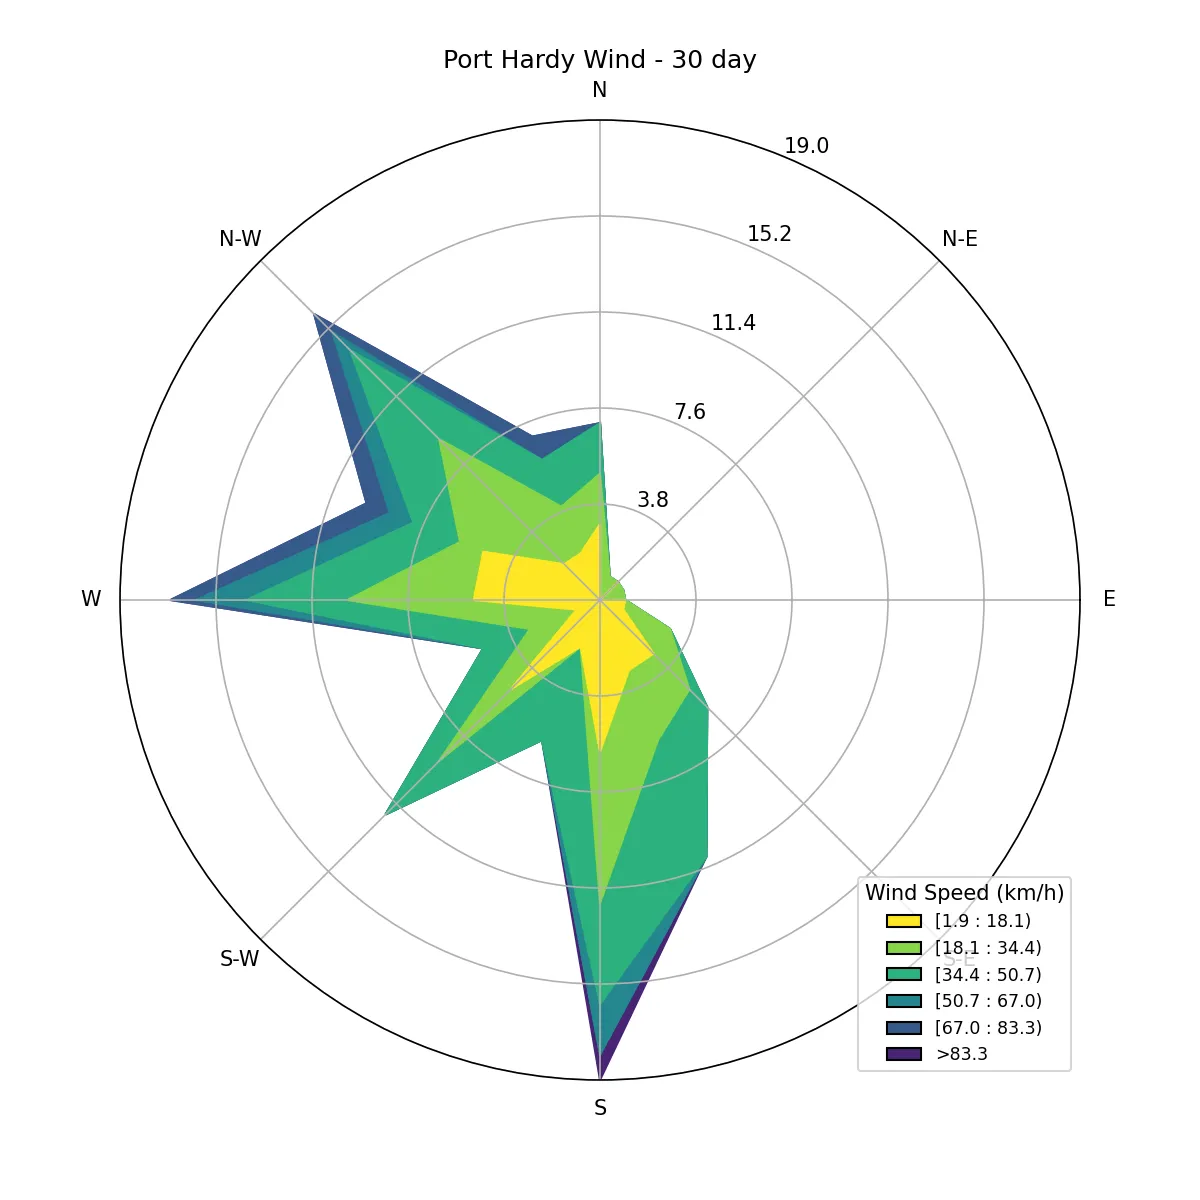 Port Hardy Wind - 30 day
N
19.0
15.2
N-W
N-E
11.4
7.6
3.8
W
E
Wind Speed (km/h)
[1.9 : 18.1)
[18.1 : 34.4)
S-W
S-E
[34.4 : 50.7)
[50.7 : 67.0)
[67.0 : 83.3)
>83.3
S